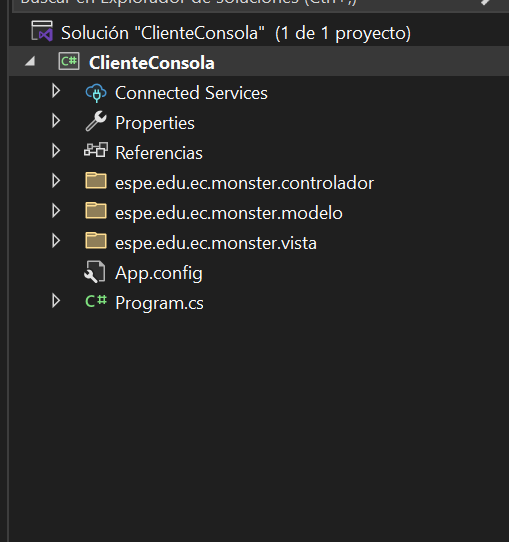 Buscar en Explorador de soluciones (Ctrl+,)
Solución "ClienteConsola" (1 de 1 proyecto)
C# ClienteConsola
Connected Services
Properties
Referencias
espe.edu.ec.monster.controlador
espe.edu.ec.monster.modelo
espe.edu.ec.monster.vista
App.config
C# Program.cs